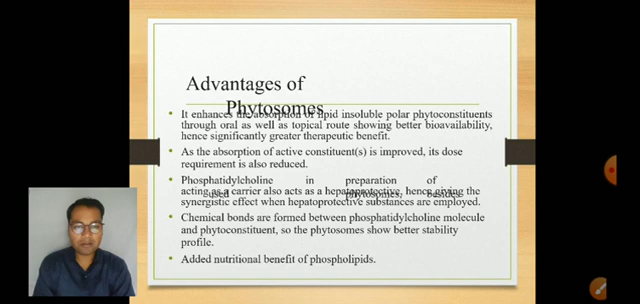 Advantages of
Phytosomes
• It enhances the absorption of lipid insoluble polar phytoconstituents
through oral as well as topical route showing better bioavailability,
hence significantly greater therapeutic benefit.
• As the absorption of active constituent(s) is improved, its dose
requirement is also reduced.
• Phosphatidylcholine in preparation of
used phytosomes, besides
acting as a carrier also acts as a hepatoprotective, hence giving the
synergistic effect when hepatoprotective substances are employed.
• Chemical bonds are formed between phosphatidylcholine molecule
and phytoconstituent, so the phytosomes show better stability
profile.
• Added nutritional benefit of phospholipids.